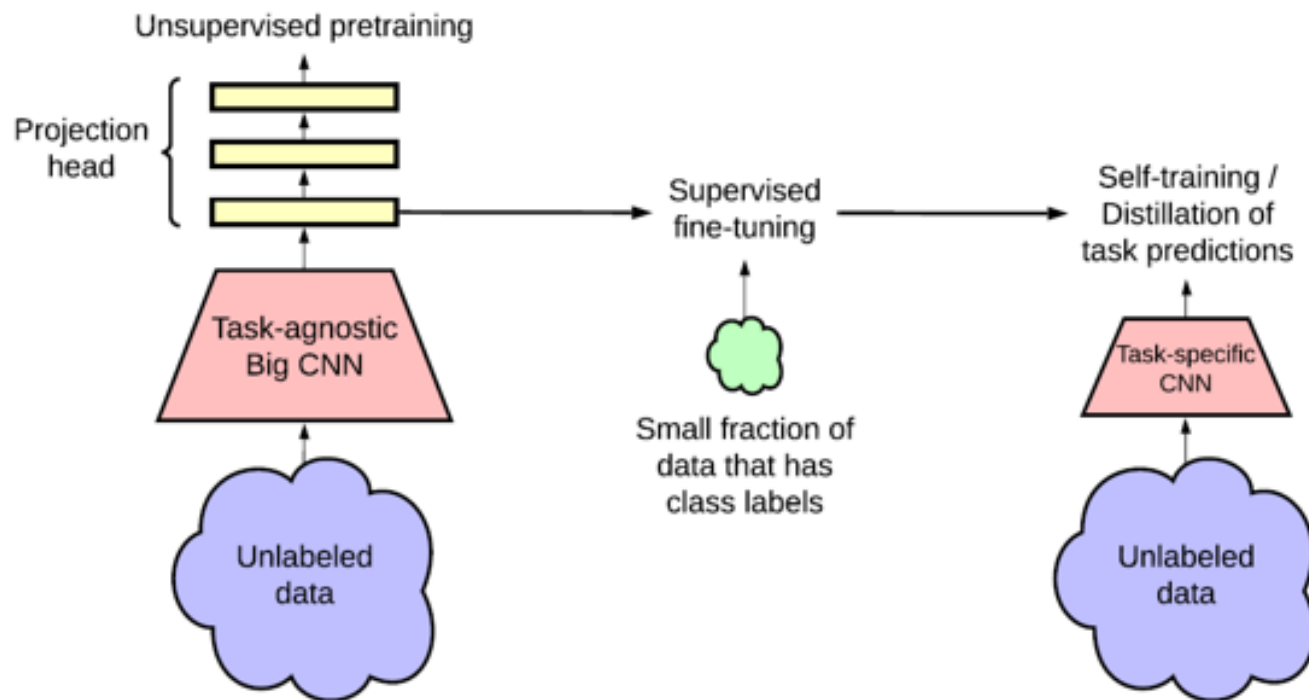 Unsupervised pretraining
Projection
head
Task-agnostic
Big CNN
Unlabeled
data
Supervised
fine-tuning
Small fraction of
data that has
class labels
Self-training /
Distillation of
task predictions
Task-specific
CNN
Unlabeled
data